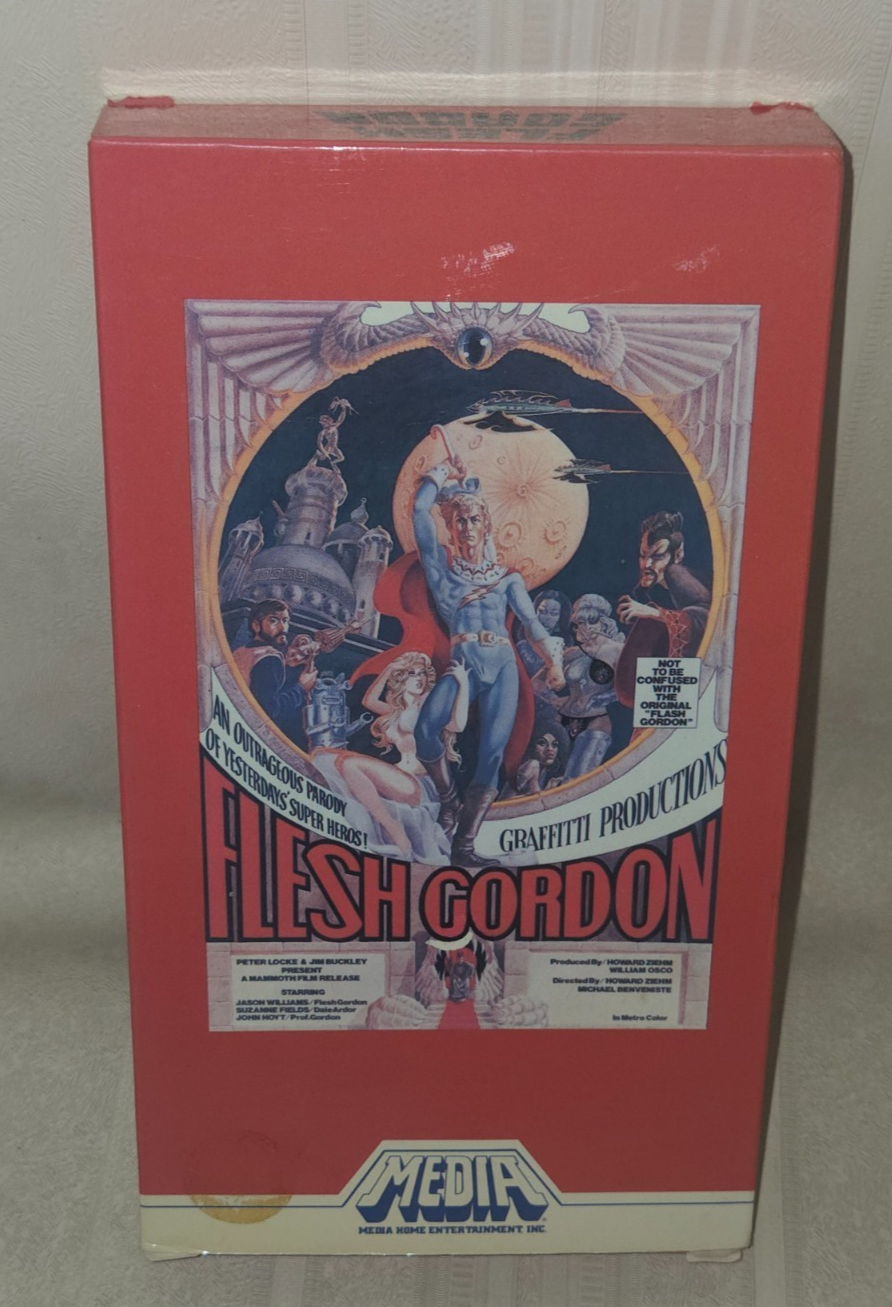 FLESH
GORDON
NOT
TO BE
CONFUSED
WITH
THE
ORIGINAL
"FLASH
GORDON"
AN OUTRAGEOUS PARODY
OF YESTERDAYS' SUPER HEROS!
GRAFFITTI PRODUCTIONS
FLESH GORDON
PETER LOCKE & JIM BUCKLEY
PRESENT
A MAMMOTH FILM RELEASE
STARRING
JASON WILLIAMS/Flesh Gordon
SUZANNE FIELDS/Dale Ardor
JOHN HOYT/Prof. Gordon
Produced By/HOWARD ZIEHM
WILLIAM OSCO
Directed By/HOWARD ZIEHM
MICHAEL BENVENISTE
In Metro Color
MEDIA
MEDIA HOME ENTERTAINMENT, INC.